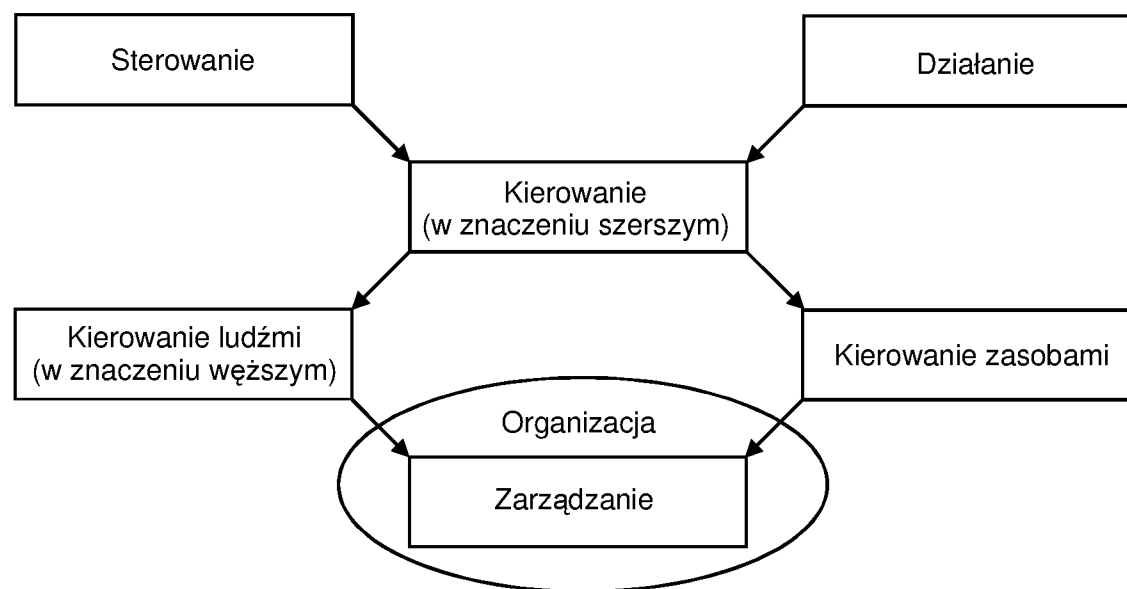 Sterowanie
Działanie
Kierowanie
(w znaczeniu szerszym)
Kierowanie ludźmi
(w znaczeniu węższym)
Kierowanie zasobami
Organizacja
Zarządzanie